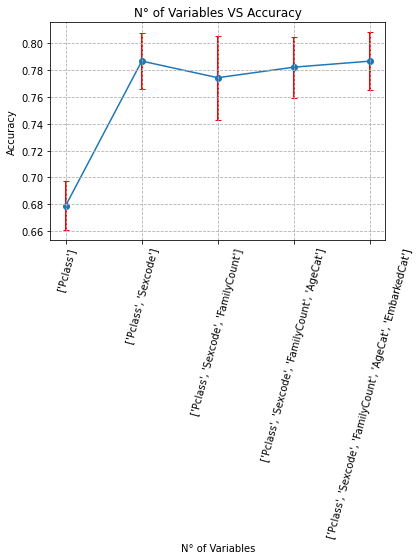 N° of Variables VS Accuracy
Accuracy
0.80
0.78
0.76
0.74
0.72
0.70
0.68
0.66
['Pclass']
['Pclass', 'Sexcode']
['Pclass', 'Sexcode', 'FamilyCount']
['Pclass', 'Sexcode', 'FamilyCount', 'AgeCat']
['Pclass', 'Sexcode', 'FamilyCount', 'AgeCat', 'EmbarkedCat']
N° of Variables